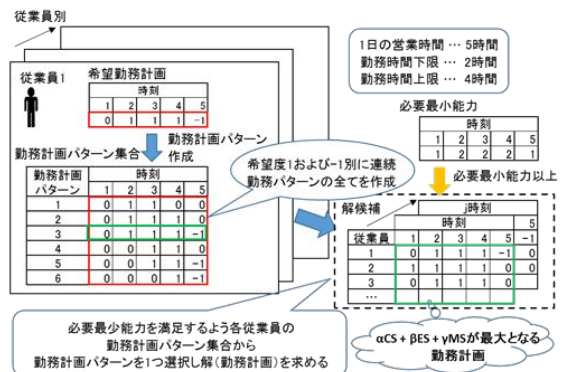 従業員別
従業員1
希望勤務計画
時刻
1 2 3 4 5
0 1 1 1 -1
勤務計画パターン
作成
勤務計画パターン集合
勤務計画
パターン
時刻
1 2 3 4 5
1 0 1 1 0 0
2 0 1 1 1 0
3 0 1 1 1 -1
4 0 0 1 1 0
5 0 0 1 1 -1
6 0 0 0 1 -1
希望度1および-1別に連続
勤務パターンの全てを作成
1日の営業時間 … 5時間
勤務時間下限 … 2時間
勤務時間上限 … 4時間
必要最小能力
時刻
1 2 3 4 5
1 2 2 2 1
必要最小能力以上
解候補
j時刻
時刻
5
従業員 1 2 3 4 5 -1
1 0 1 1 1 -1 0
2 1 1 1 1 0 0
3 0 1 1 1 0
…
必要最少能力を満足するよう各従業員の
勤務計画パターン集合から
勤務計画パターンを1つ選択し解(勤務計画)を求める
αCS + βES + γMSが最大となる
勤務計画